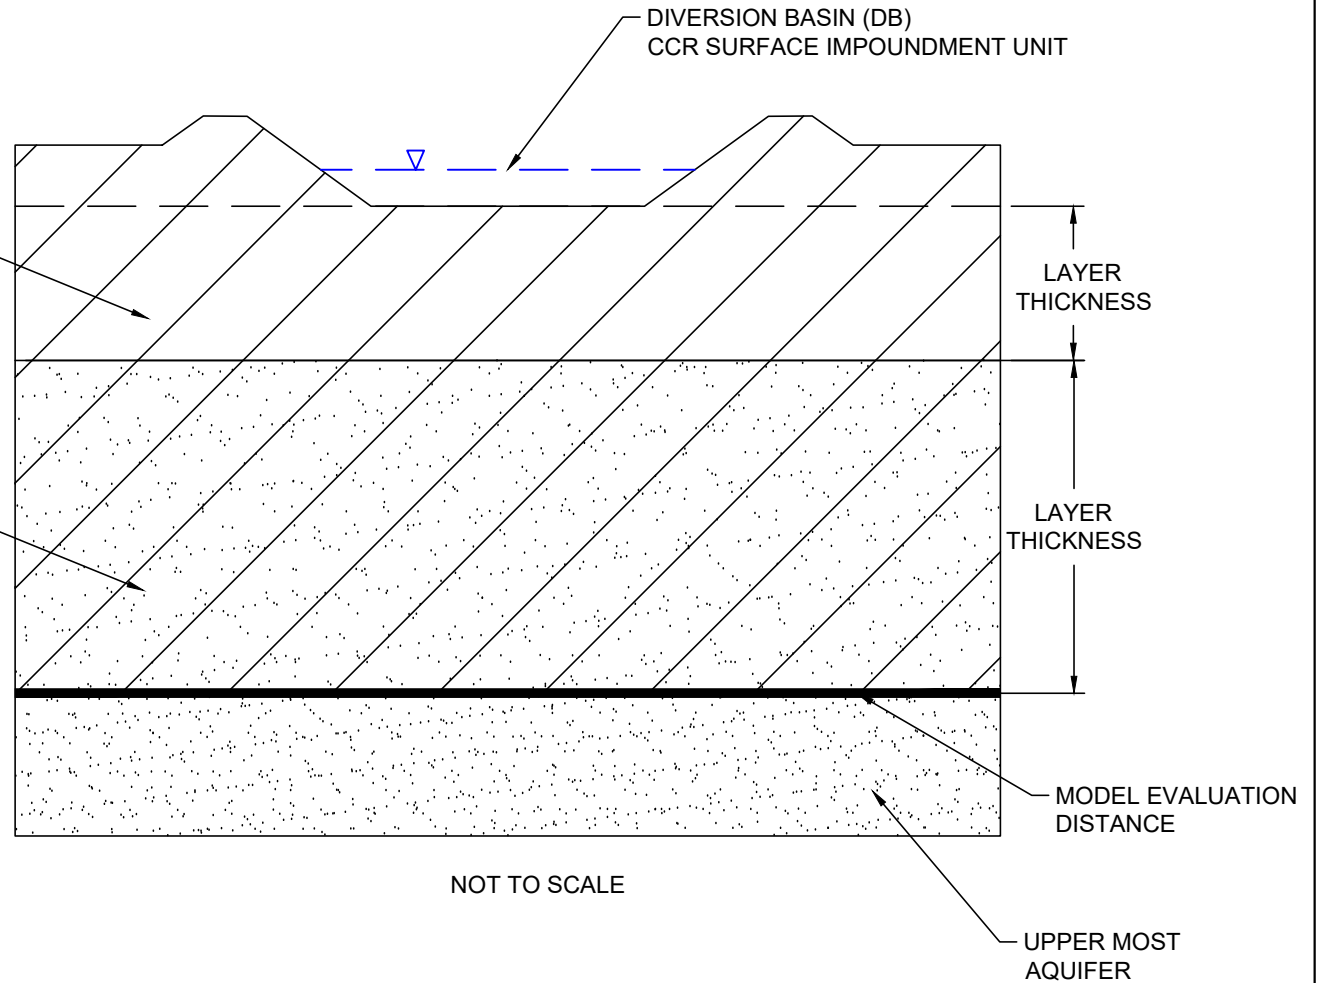 DIVERSION BASIN (DB)
CCR SURFACE IMPOUNDMENT UNIT
LAYER
THICKNESS
LAYER
THICKNESS
MODEL EVALUATION
DISTANCE
NOT TO SCALE
UPPER MOST
AQUIFER